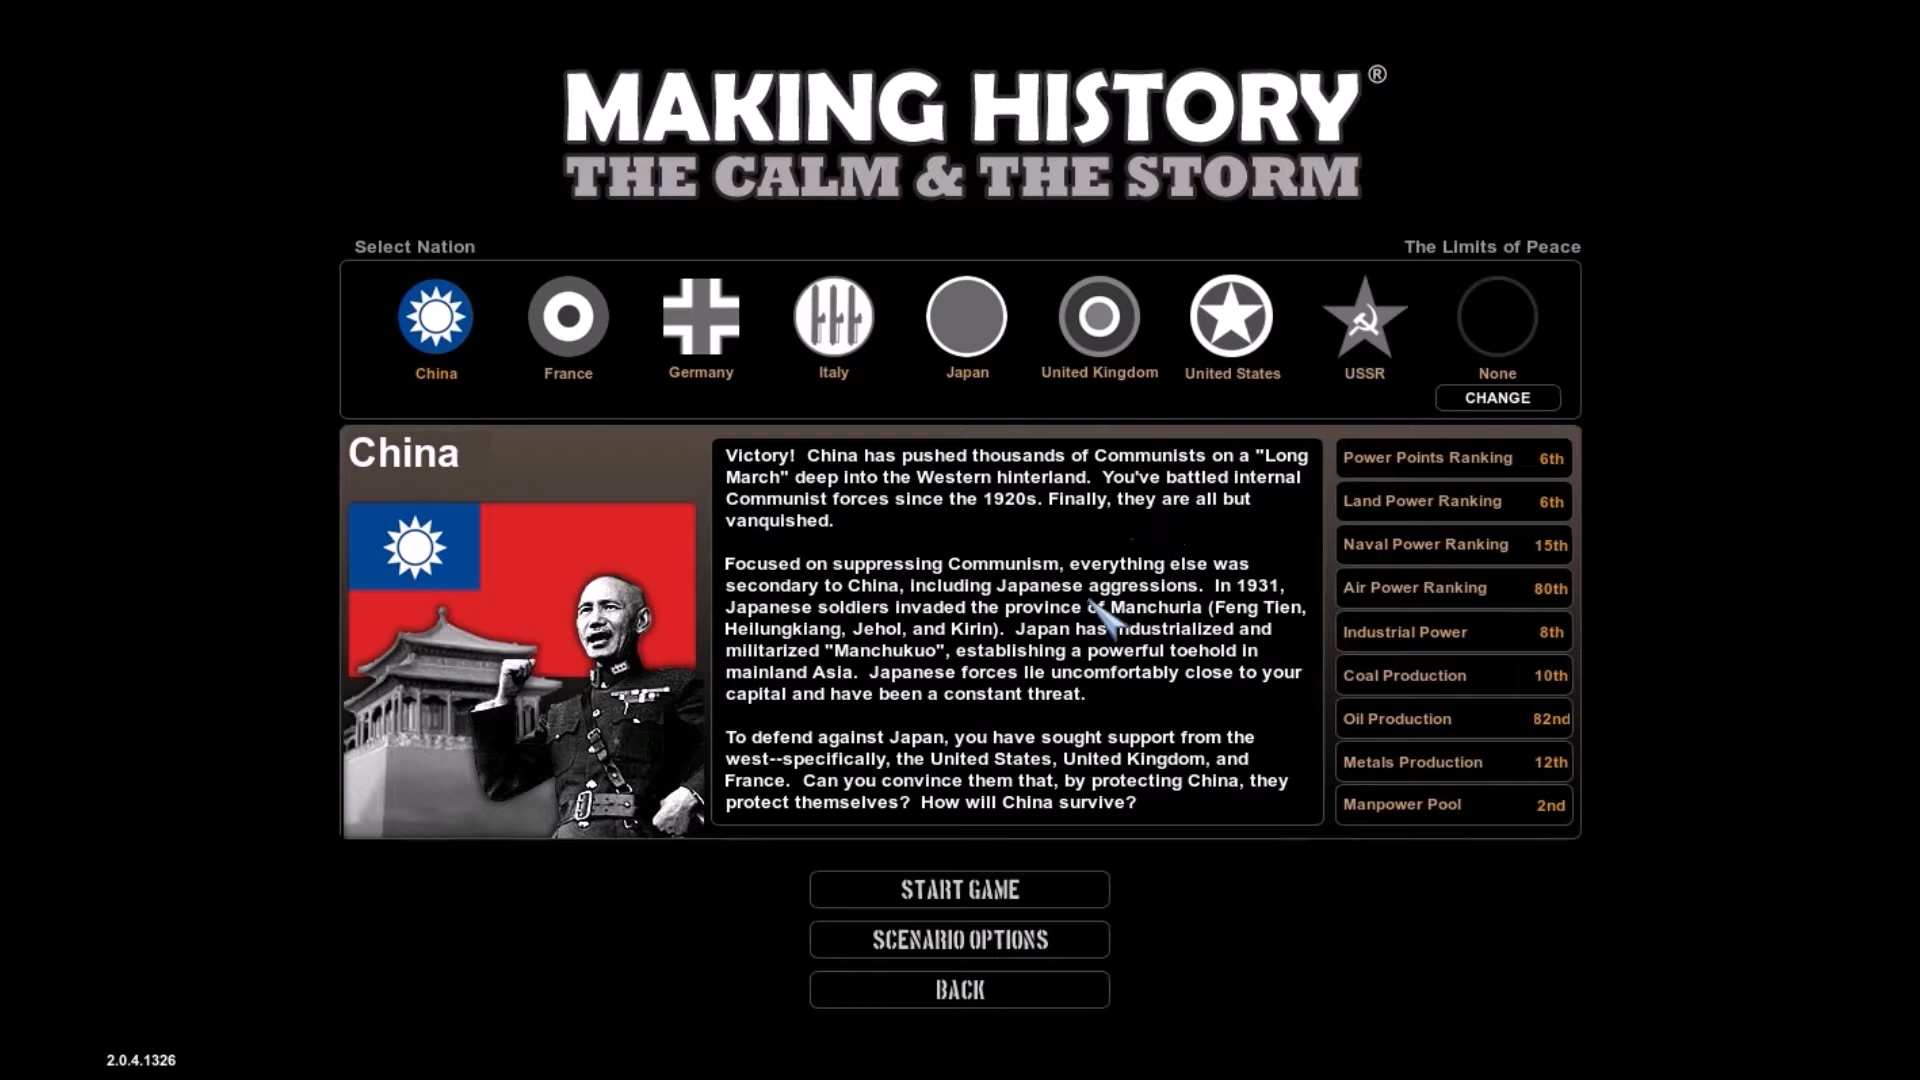 MAKING HISTORY®
THE CALM & THE STORM
Select Nation
The Limits of Peace
China
France
Germany
Italy
Japan
United Kingdom
United States
USSR
None
CHANGE
China
Victory!  China has pushed thousands of Communists on a "Long
March" deep into the Western hinterland.  You've battled internal
Communist forces since the 1920s. Finally, they are all but
vanquished.
Focused on suppressing Communism, everything else was
secondary to China, including Japanese aggressions.  In 1931,
Japanese soldiers invaded the province of Manchuria (Feng Tien,
Heilungkiang, Jehol, and Kirin).  Japan has industrialized and
militarized "Manchukuo", establishing a powerful toehold in
mainland Asia.  Japanese forces lie uncomfortably close to your
capital and have been a constant threat.
To defend against Japan, you have sought support from the
west--specifically, the United States, United Kingdom, and
France.  Can you convince them that, by protecting China, they
protect themselves?  How will China survive?
Power Points Ranking 6th
Land Power Ranking 6th
Naval Power Ranking 15th
Air Power Ranking 80th
Industrial Power 8th
Coal Production 10th
Oil Production 82nd
Metals Production 12th
Manpower Pool 2nd
START GAME
SCENARIO OPTIONS
BACK
2.0.4.1326